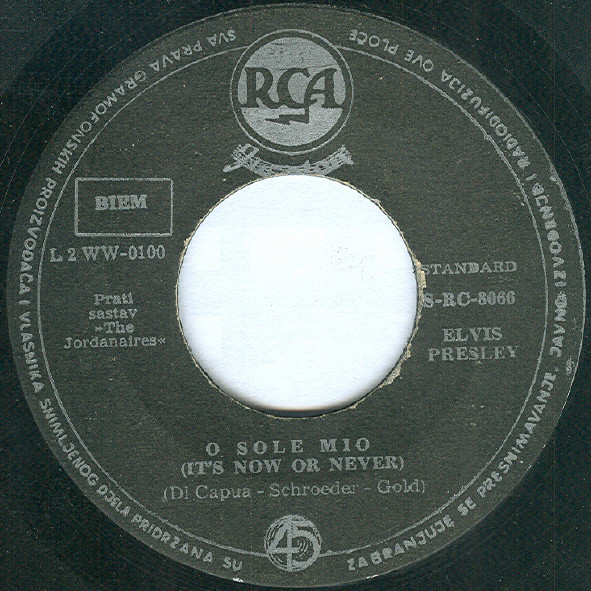 SVA PRAVA GRAMOFONSKIH PROIZVOĐAČA I VLASNIKA SNIMLJENOG DJELA PRIDRŽANA SU
ZABRANJUJE SE PRESNIMAVANJE, JAVNO IZVOĐENJE I RADIODIFUZIJA OVE PLOČE
RCA
BIEM
L 2 WW-0100
STANDARD
S-RC-8066
Prati
sastav
»The
Jordanaires«
ELVIS
PRESLEY
O SOLE MIO
(IT'S NOW OR NEVER)
(Di Capua - Schroeder - Gold)
45